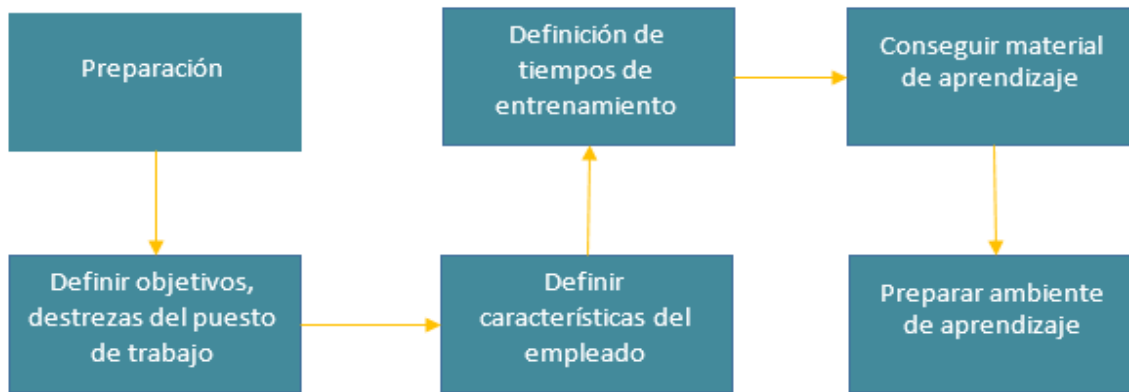 Preparación
Definir objetivos,
destrezas del puesto
de trabajo
Definir
características del
empleado
Definición de
tiempos de
entrenamiento
Conseguir material
de aprendizaje
Preparar ambiente
de aprendizaje